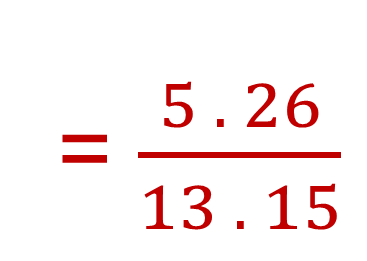 = 5 . 26
13 . 15